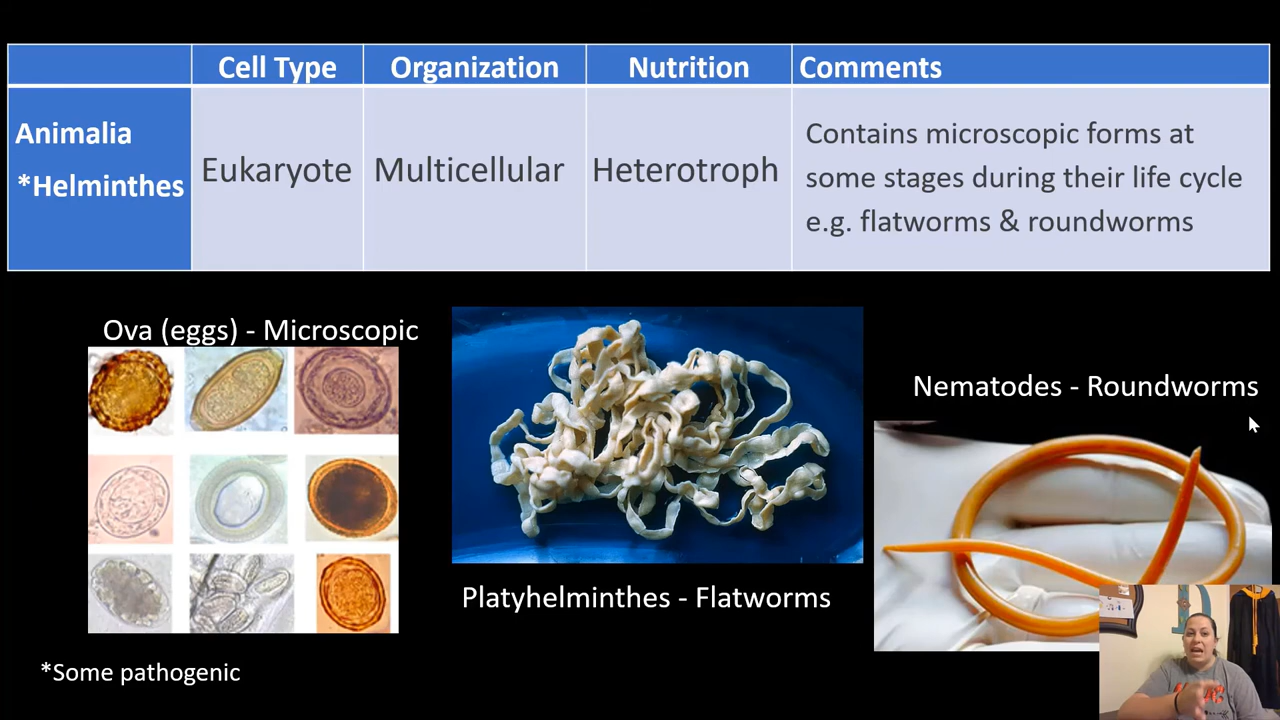 Cell Type Organization Nutrition Comments
Animalia
*Helminthes
Eukaryote Multicellular Heterotroph
Contains microscopic forms at
some stages during their life cycle
e.g. flatworms & roundworms
Ova (eggs) - Microscopic
Nematodes - Roundworms
Platyhelminthes - Flatworms
*Some pathogenic